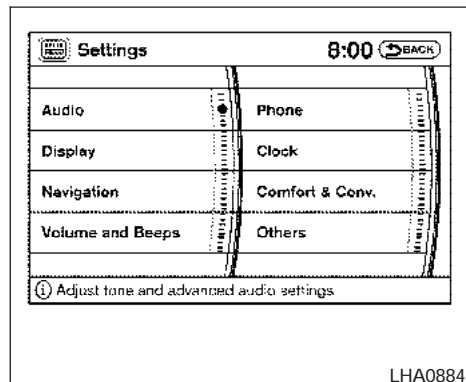 Settings 8:00 BACK
Audio Phone
Display Clock
Navigation Comfort & Conv.
Volume and Beeps Others
Adjust tone and advanced audio settings
LHA0884